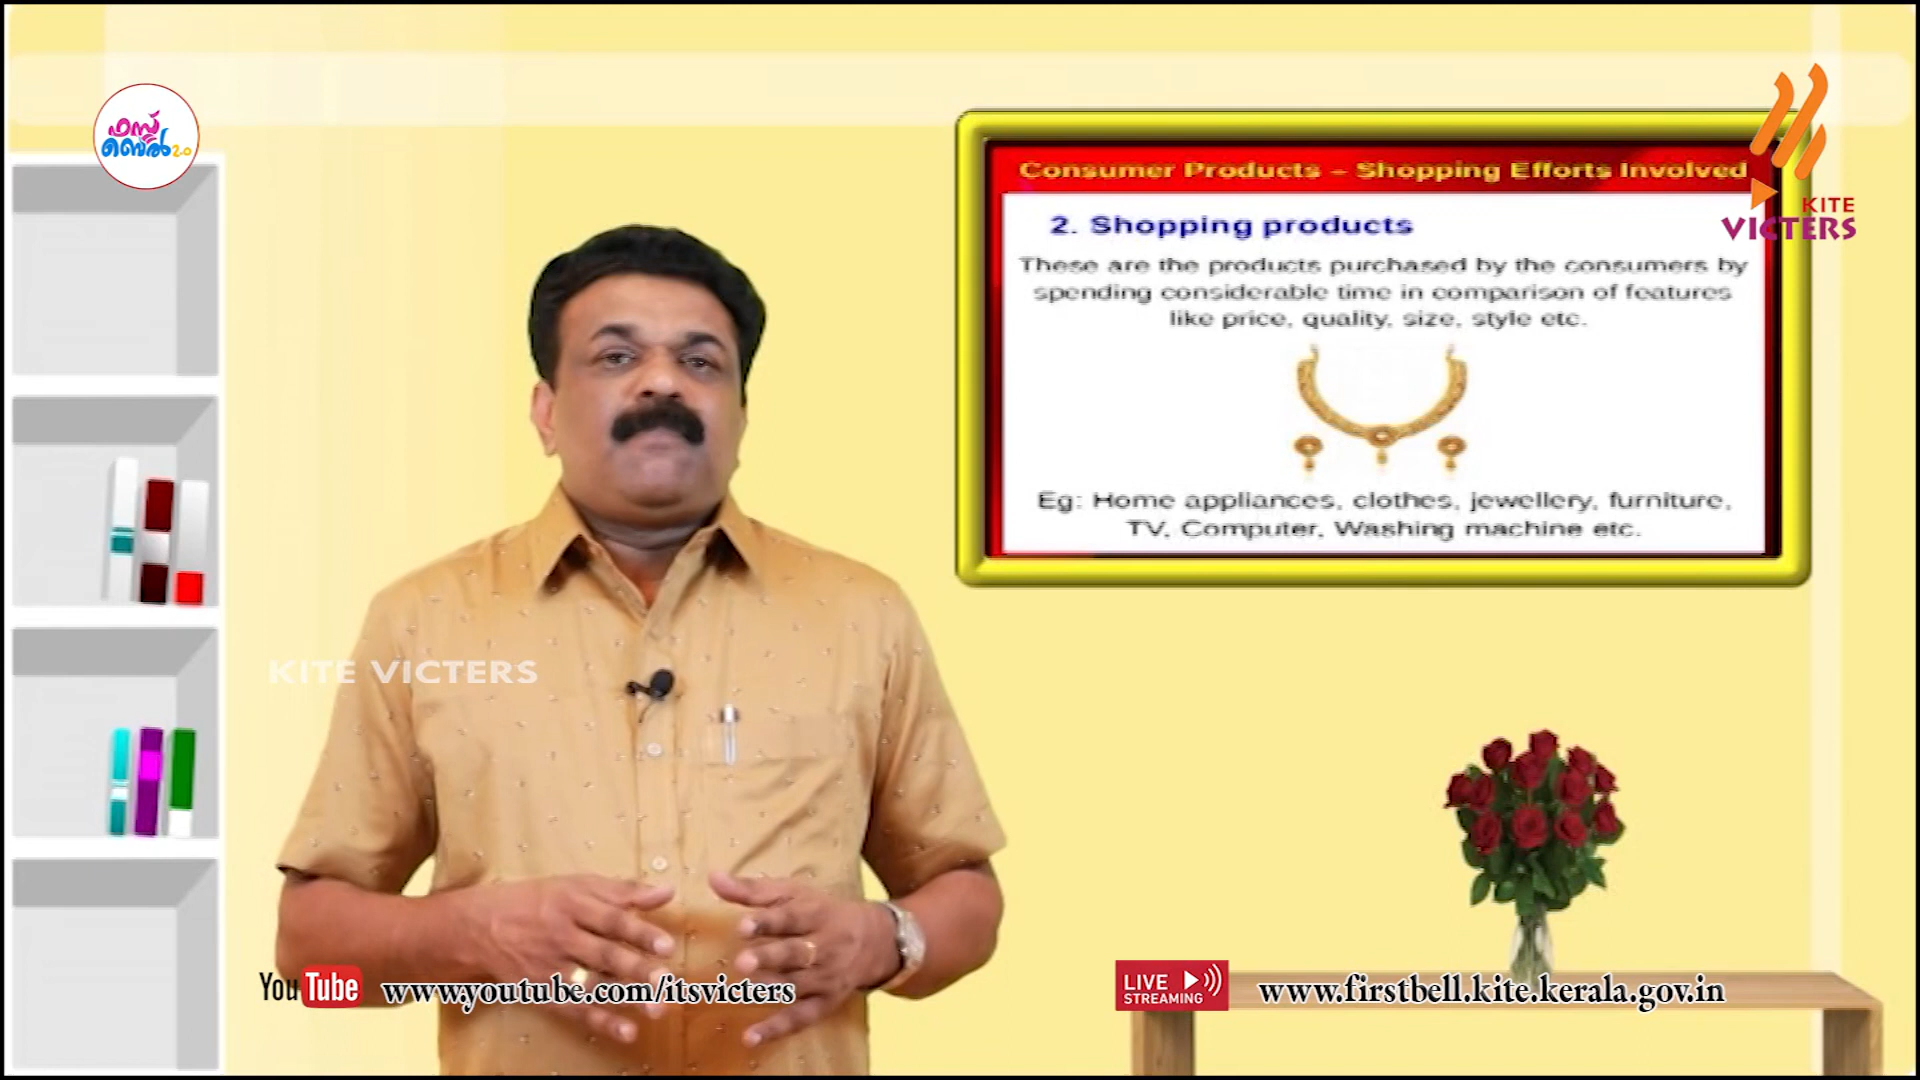 ഫസ്റ്റ്
ബെൽ 2.0
Consumer Products - Shopping Efforts Involved
KITE
VICTERS
2. Shopping products
These are the products purchased by the consumers by
spending considerable time in comparison of features
like price, quality, size, style etc.
Eg: Home appliances, clothes, jewellery, furniture,
TV, Computer, Washing machine etc.
KITE VICTERS
YouTube www.youtube.com/itsvicters
LIVE
STREAMING
www.firstbell.kite.kerala.gov.in